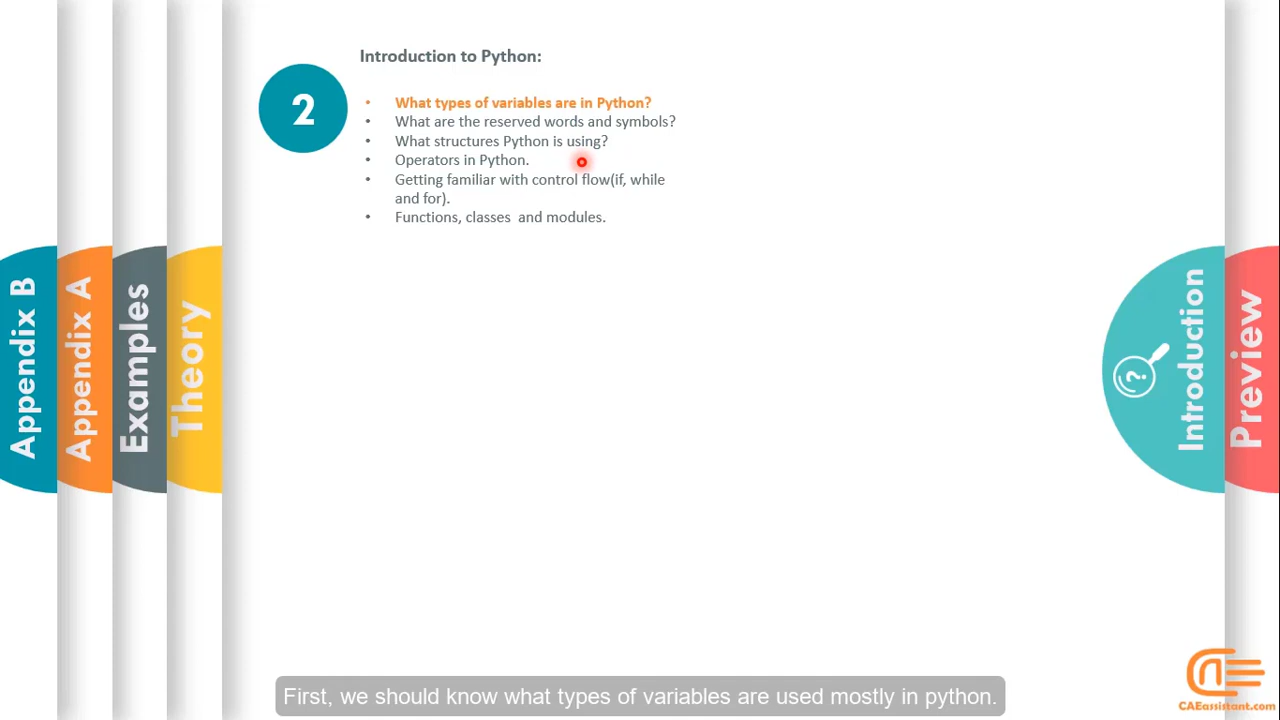 Introduction to Python:
2
• What types of variables are in Python?
• What are the reserved words and symbols?
• What structures Python is using?
• Operators in Python.
• Getting familiar with control flow(if, while
and for).
• Functions, classes  and modules.
Appendix B
Appendix A
Examples
Theory
?
Introduction
Preview
CAEassistant.com
First, we should know what types of variables are used mostly in python.